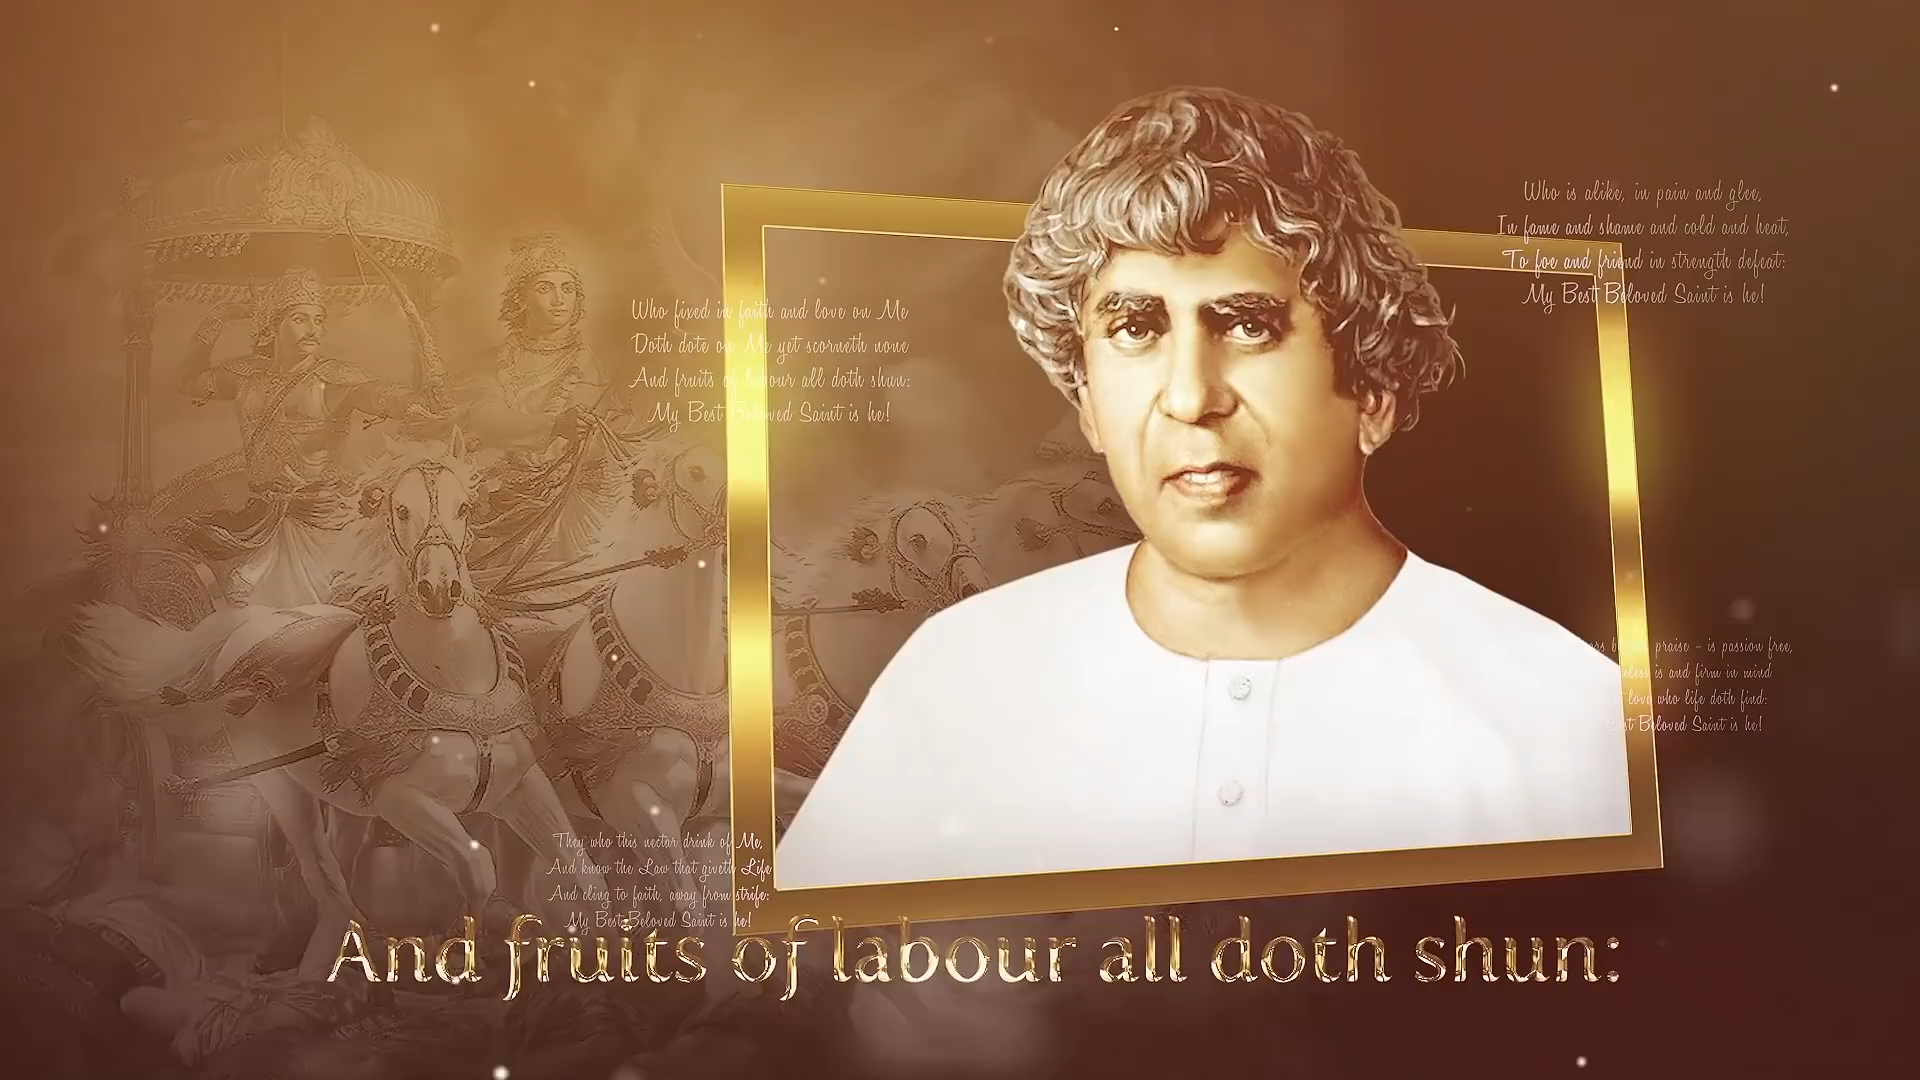 Who is alike, in pain and glee,
In fame and shame and cold and heat,
To foe and friend in strength defeat:
My Best Beloved Saint is he!
Who fixed in faith and love on Me
Doth dote on Me yet scorneth none
And fruits of labour all doth shun:
My Best Beloved Saint is he!
praise - is passion free,
is and firm in mind
love who life doth find:
Beloved Saint is he!
They who this nectar drink of Me,
And know the Law that giveth Life
And cling to faith, away from strife:
My Best Beloved Saint is he!
And fruits of labour all doth shun: